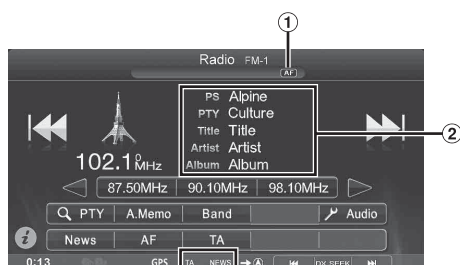 1
Radio FM-1
AF
PS Alpine
PTY Culture
Title Title
Artist Artist
Album Album
2
102.1 MHz
87.50MHz 90.10MHz 98.10MHz
PTY A.Memo Band Audio
i
News AF TA
0:13 GPS TA NEWS A DX SEEK